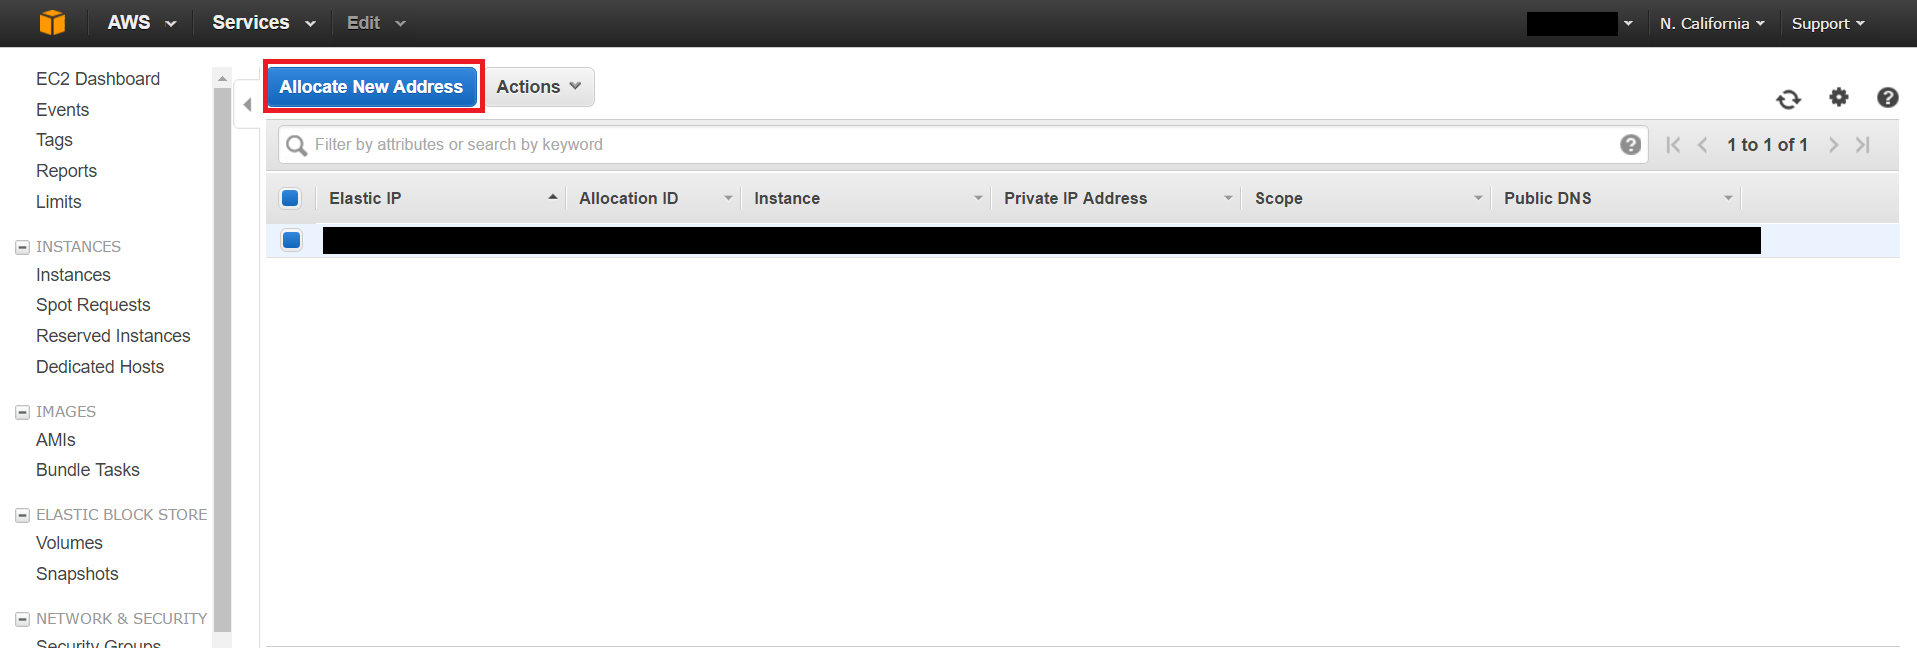 AWS Services Edit N. California Support
EC2 Dashboard
Events
Tags
Reports
Limits
INSTANCES
Instances
Spot Requests
Reserved Instances
Dedicated Hosts
IMAGES
AMIs
Bundle Tasks
ELASTIC BLOCK STORE
Volumes
Snapshots
NETWORK & SECURITY
Security Groups
Allocate New Address Actions
Filter by attributes or search by keyword 1 to 1 of 1
Elastic IP Allocation ID Instance Private IP Address Scope Public DNS